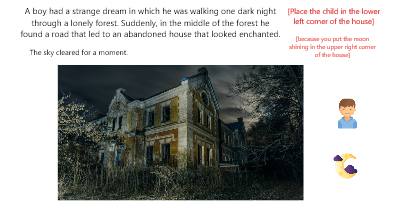 A boy had a strange dream in which he was walking one dark night
through a lonely forest. Suddenly, in the middle of the forest he
found a road that led to an abandoned house that looked enchanted.
The sky cleared for a moment.
[Place the child in the lower
left corner of the house]
[because you put the moon
shining in the upper right corner
of the house]